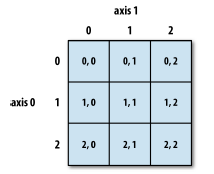 axis 1
0 1 2
0 0, 0 0, 1 0, 2
axis 0 1 1, 0 1, 1 1, 2
2 2, 0 2, 1 2, 2